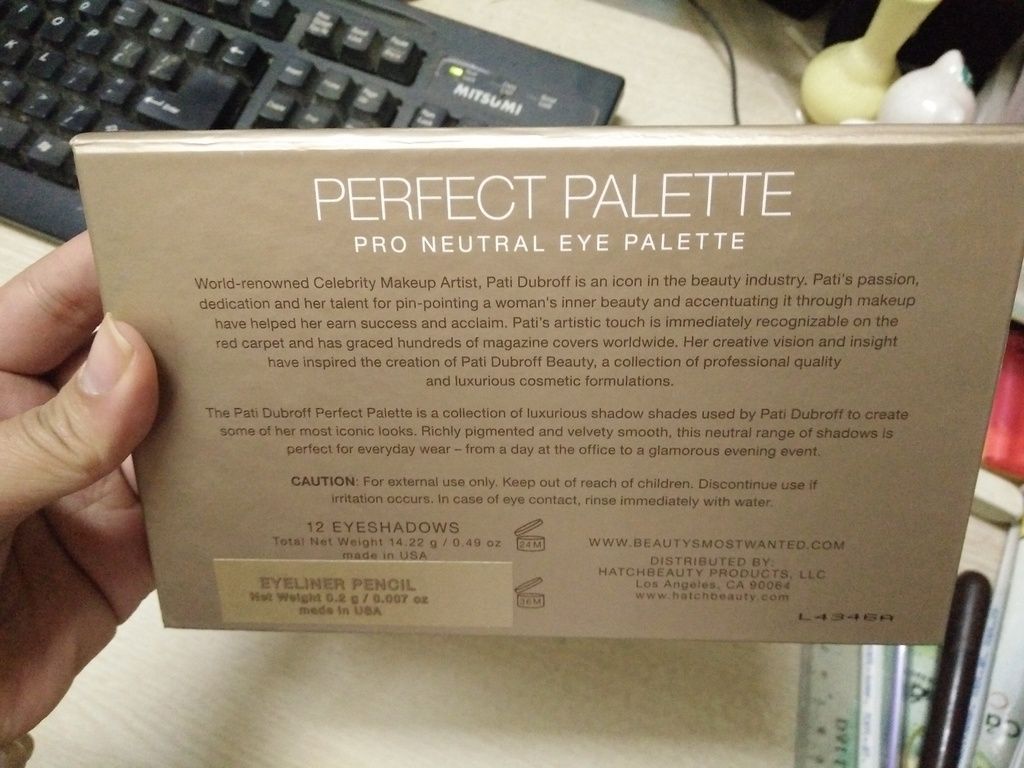 MITSUMI
PERFECT PALETTE
PRO NEUTRAL EYE PALETTE
World-renowned Celebrity Makeup Artist, Pati Dubroff is an icon in the beauty industry. Pati's passion,
dedication and her talent for pin-pointing a woman's inner beauty and accentuating it through makeup
have helped her earn success and acclaim. Pati's artistic touch is immediately recognizable on the
red carpet and has graced hundreds of magazine covers worldwide. Her creative vision and insight
have inspired the creation of Pati Dubroff Beauty, a collection of professional quality
and luxurious cosmetic formulations.
The Pati Dubroff Perfect Palette is a collection of luxurious shadow shades used by Pati Dubroff to create
some of her most iconic looks. Richly pigmented and velvety smooth, this neutral range of shadows is
perfect for everyday wear – from a day at the office to a glamorous evening event.
CAUTION: For external use only. Keep out of reach of children. Discontinue use if
irritation occurs. In case of eye contact, rinse immediately with water.
12 EYESHADOWS
Total Net Weight 14.22 g / 0.49 oz
made in USA
24M
EYELINER PENCIL
Net Weight 0.2 g / 0.007 oz
made in USA
36M
WWW.BEAUTYSMOSTWANTED.COM
DISTRIBUTED BY:
HATCHBEAUTY PRODUCTS, LLC
Los Angeles, CA 90064
www.hatchbeauty.com
L4346A